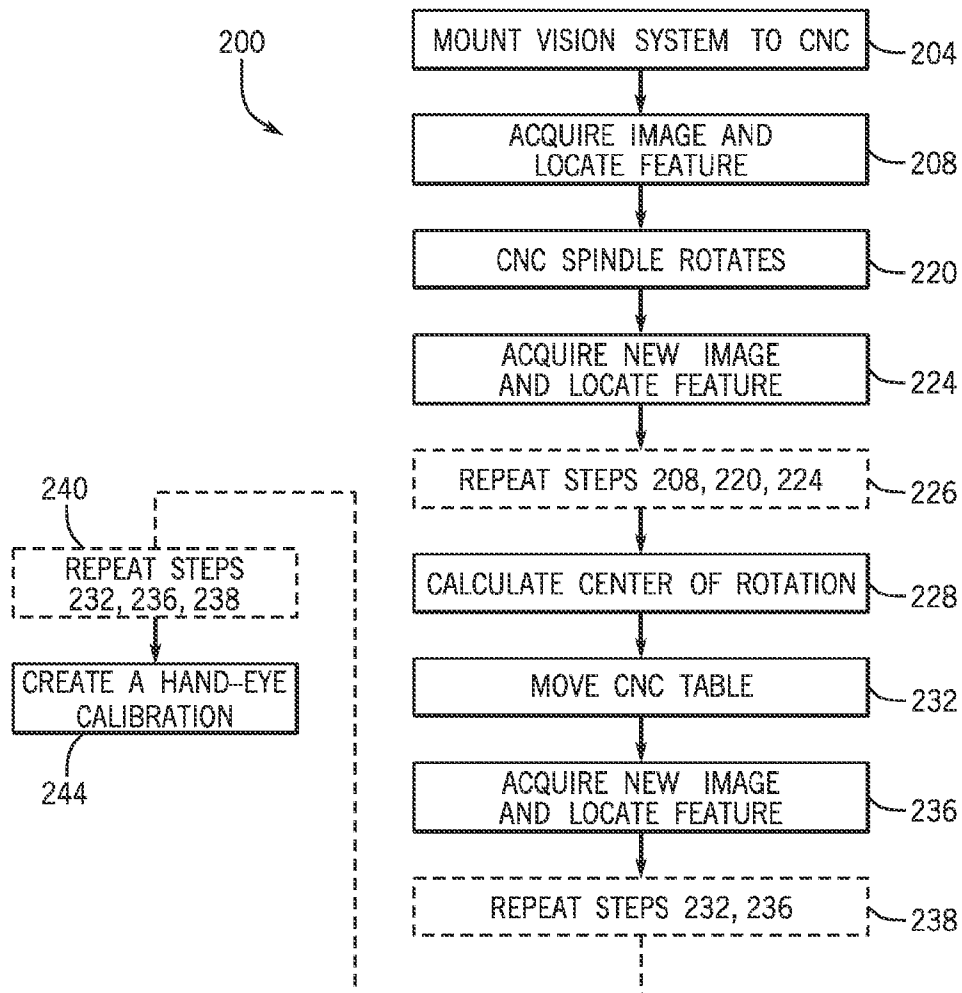 200
MOUNT VISION SYSTEM TO CNC
204
ACQUIRE IMAGE AND
LOCATE FEATURE
208
CNC SPINDLE ROTATES
220
ACQUIRE NEW IMAGE
AND LOCATE FEATURE
224
REPEAT STEPS 208, 220, 224
226
CALCULATE CENTER OF ROTATION
228
MOVE CNC TABLE
232
ACQUIRE NEW IMAGE
AND LOCATE FEATURE
236
REPEAT STEPS 232, 236
238
240
REPEAT STEPS
232, 236, 238
CREATE A HAND--EYE
CALIBRATION
244